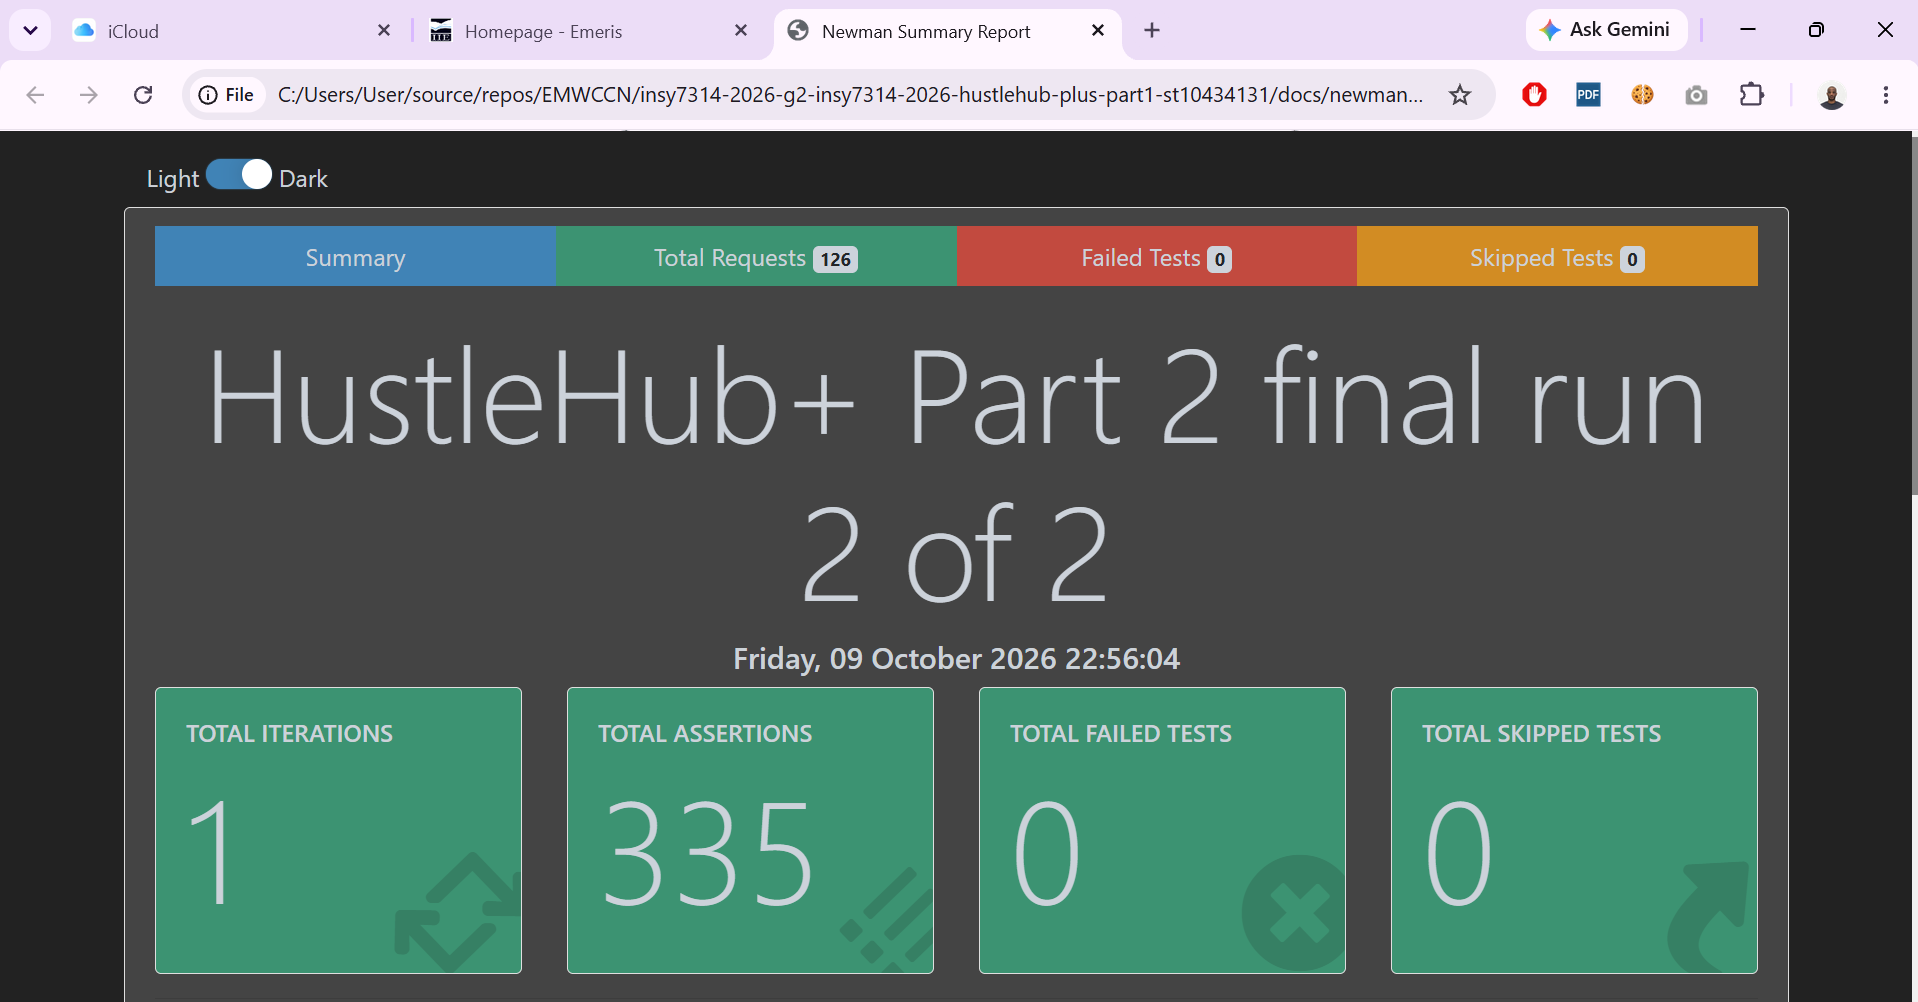 iCloud
Homepage - Emeris
Newman Summary Report
Ask Gemini
File
C:/Users/User/source/repos/EMWCCN/insy7314-2026-g2-insy7314-2026-hustlehub-plus-part1-st10434131/docs/newman...
PDF
Light Dark
Summary
Total Requests 126
Failed Tests 0
Skipped Tests 0
HustleHub+ Part 2 final run
2 of 2
Friday, 09 October 2026 22:56:04
TOTAL ITERATIONS
1
TOTAL ASSERTIONS
335
TOTAL FAILED TESTS
0
TOTAL SKIPPED TESTS
0